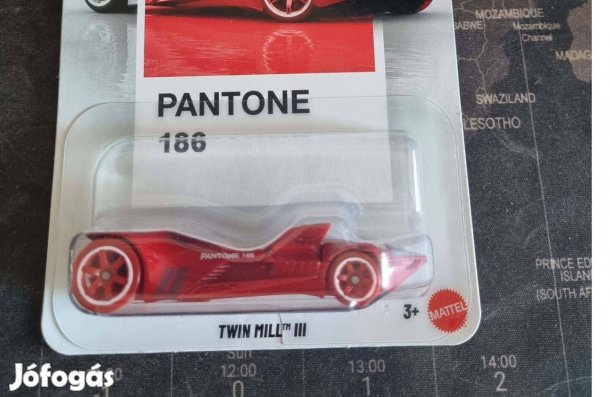 PANTONE
186
PANTONE 186
TWIN MILL™ III
3+
MATTEL
MOZAMBIQUE
Mozambique
Channel
SWAZILAND
LESOTHO
PRINCE ED
ISLAN
(SOUTH AF
Sun
12:00
13:00
14:00
0
1
2
Jófogás